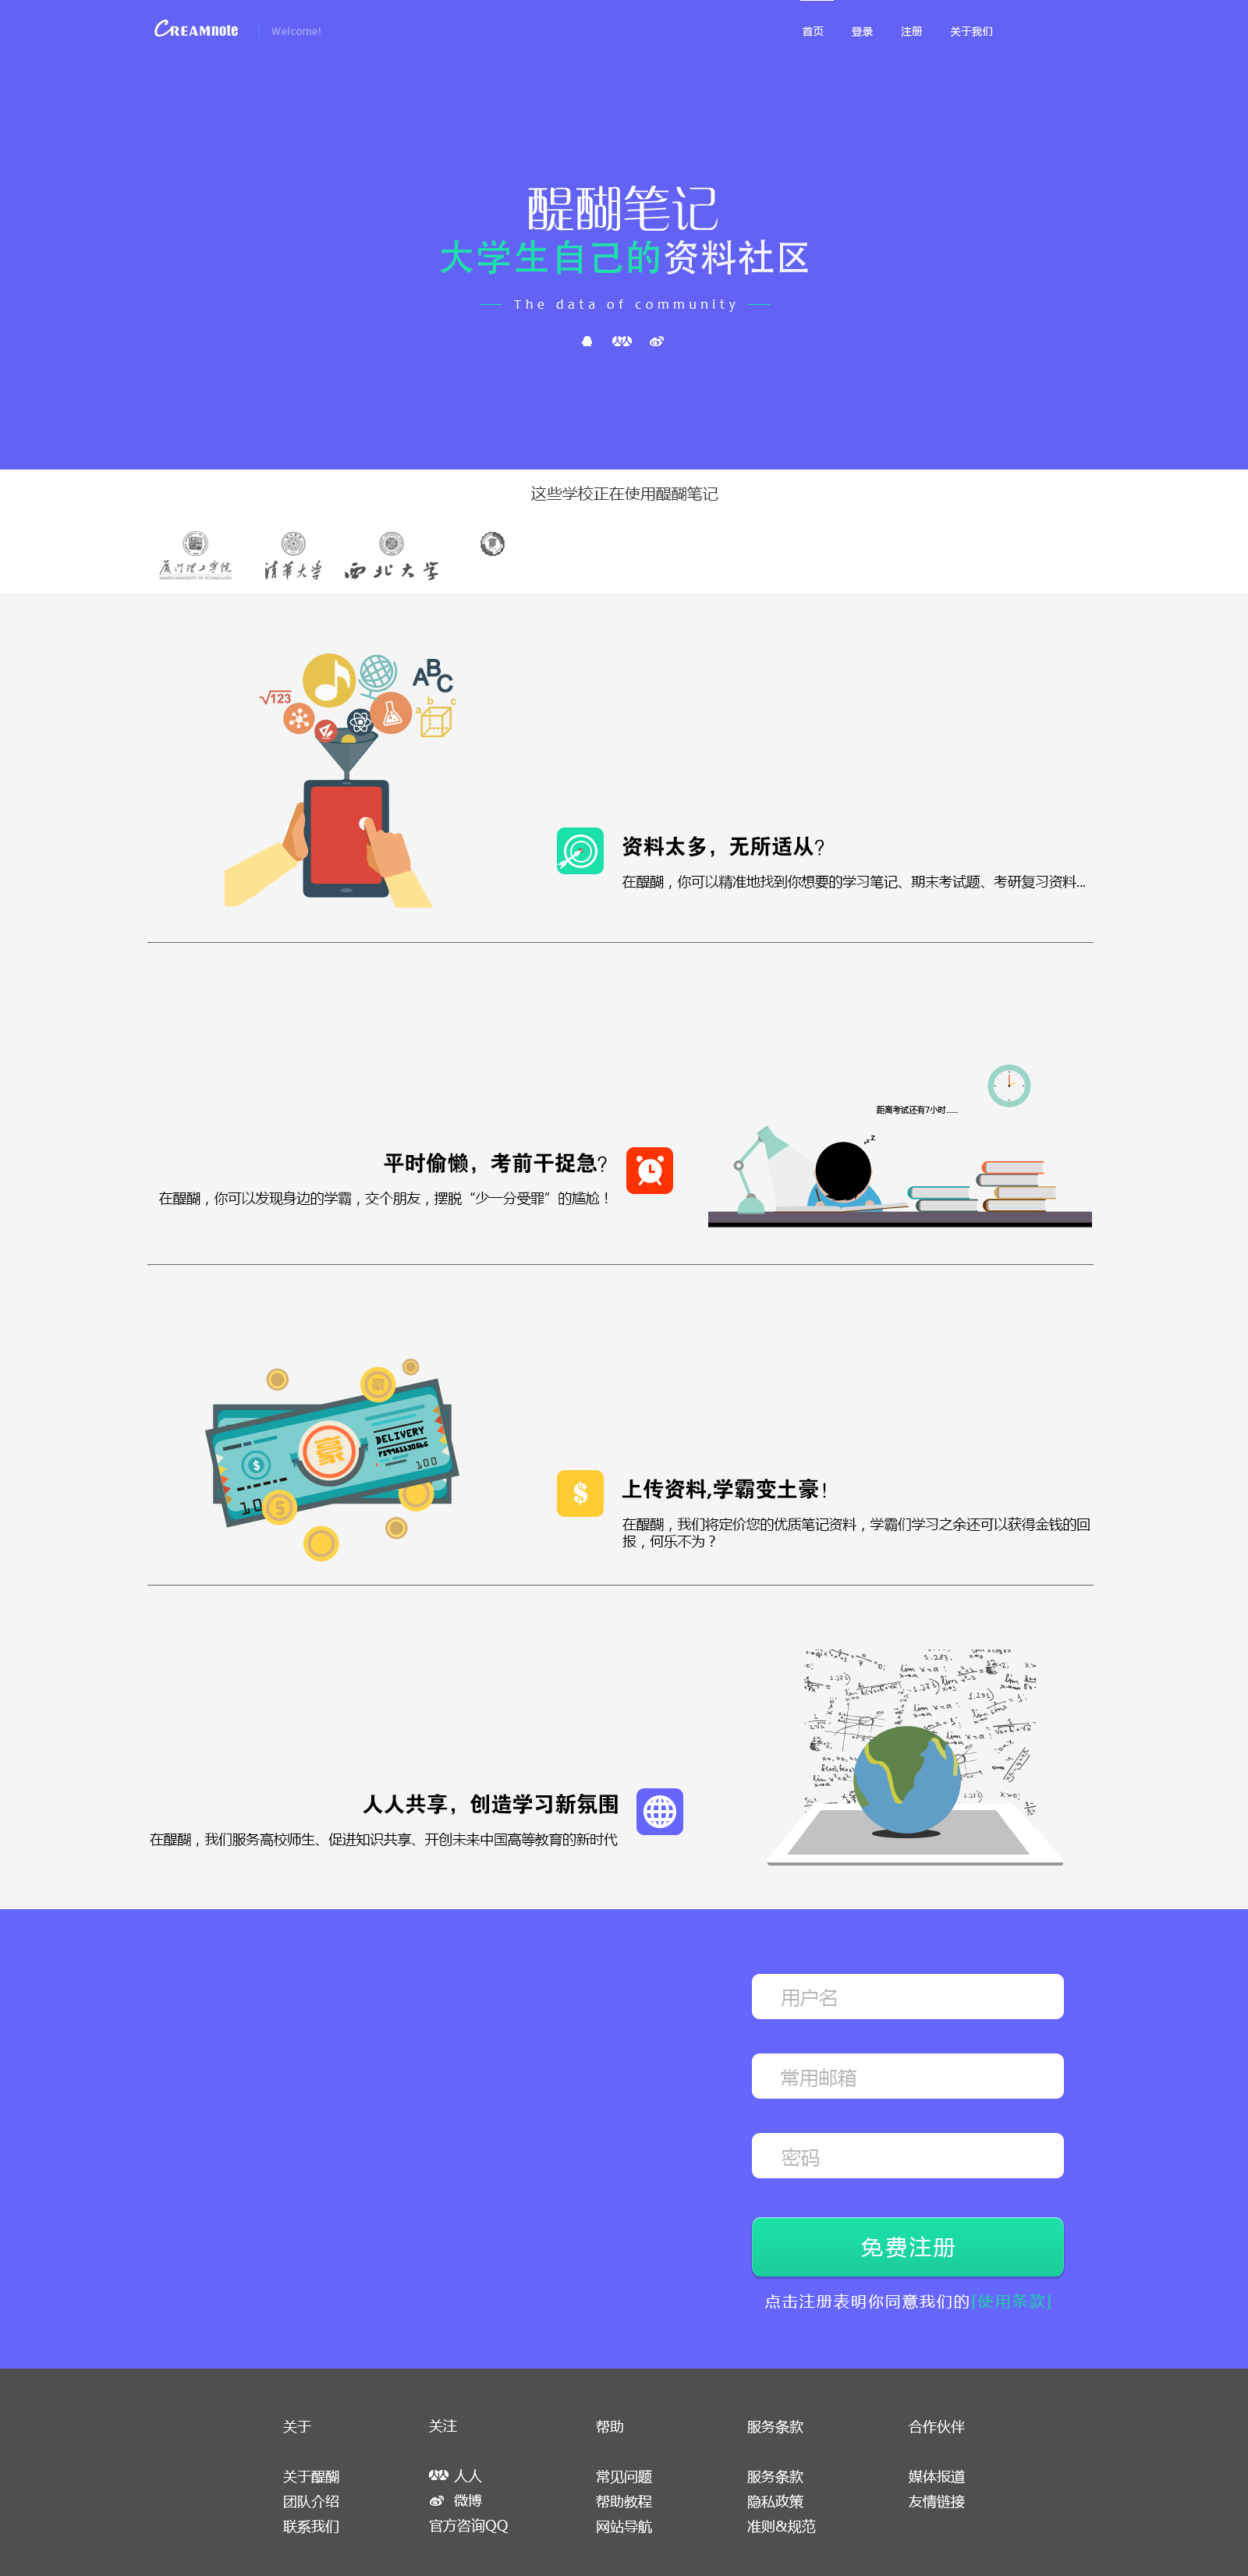 CREAMnote
Welcome!
首页 登录 注册 关于我们
醍醐笔记
大学生自己的资料社区
The data of community
这些学校正在使用醍醐笔记
厦门理工学院 清华大学 西北大学
XIAMEN UNIVERSITY OF TECHNOLOGY
√123
ABC
a b c
资料太多，无所适从?
在醍醐，你可以精准地找到你想要的学习笔记、期末考试题、考研复习资料...
距离考试还有7小时......
z z Z
平时偷懒，考前干捉急?
在醍醐，你可以发现身边的学霸，交个朋友，摆脱“少一分受罪”的尴尬！
豪
豪
$
DELIVERY
100
10
$
$
上传资料,学霸变土豪!
在醍醐，我们将定价您的优质笔记资料，学霸们学习之余还可以获得金钱的回
报，何乐不为？
人人共享，创造学习新氛围
在醍醐，我们服务高校师生、促进知识共享、开创未来中国高等教育的新时代
用户名
常用邮箱
密码
免费注册
点击注册表明你同意我们的[使用条款]
关于 关注 帮助 服务条款 合作伙伴
关于醍醐 人人 常见问题 服务条款 媒体报道
团队介绍 微博 帮助教程 隐私政策 友情链接
联系我们 官方咨询QQ 网站导航 准则&规范